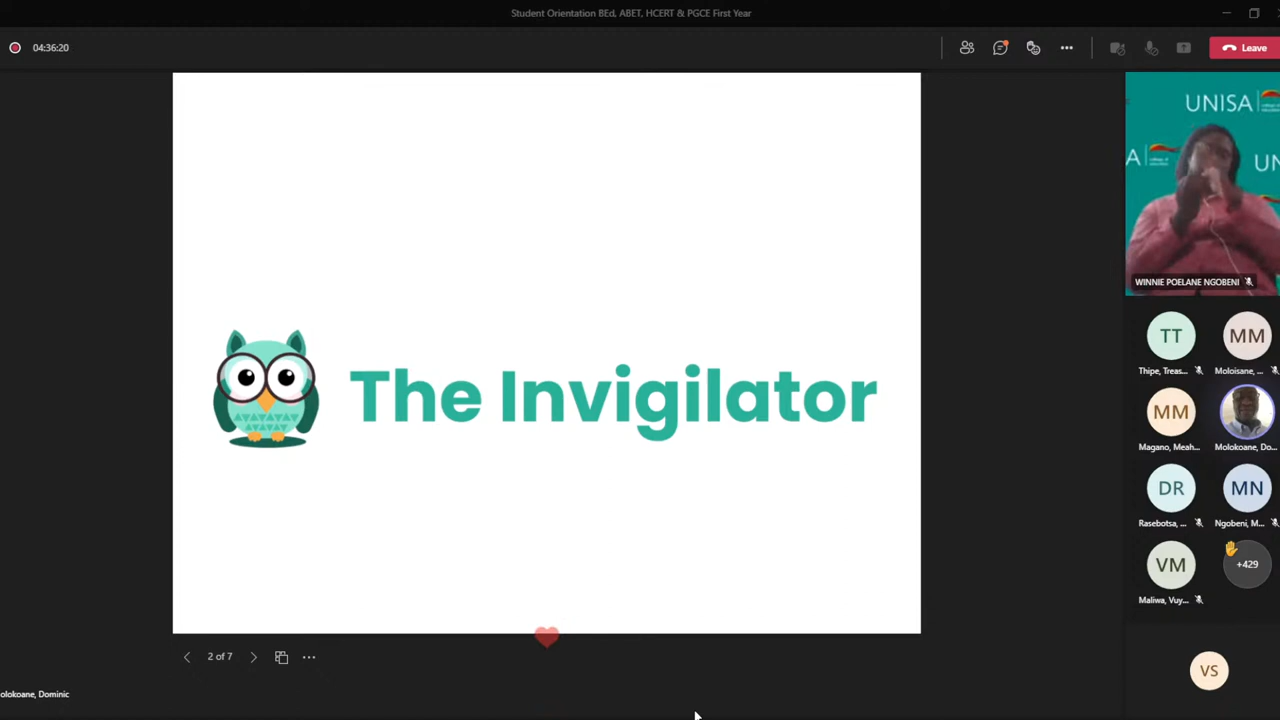 Student Orientation BEd, ABET, HCERT & PGCE First Year
04:36:20
Leave
UNISA
The Invigilator
WINNIE POELANE NGOBENI
TT
MM
Thipe, Treas...
Moloisane, ...
MM
Magano, Meah...
Molokoane, Do...
DR
MN
Rasebotsa, ...
Ngobeni, M...
VM
+429
Maliwa, Vuy...
2 of 7
VS
olokoane, Dominic